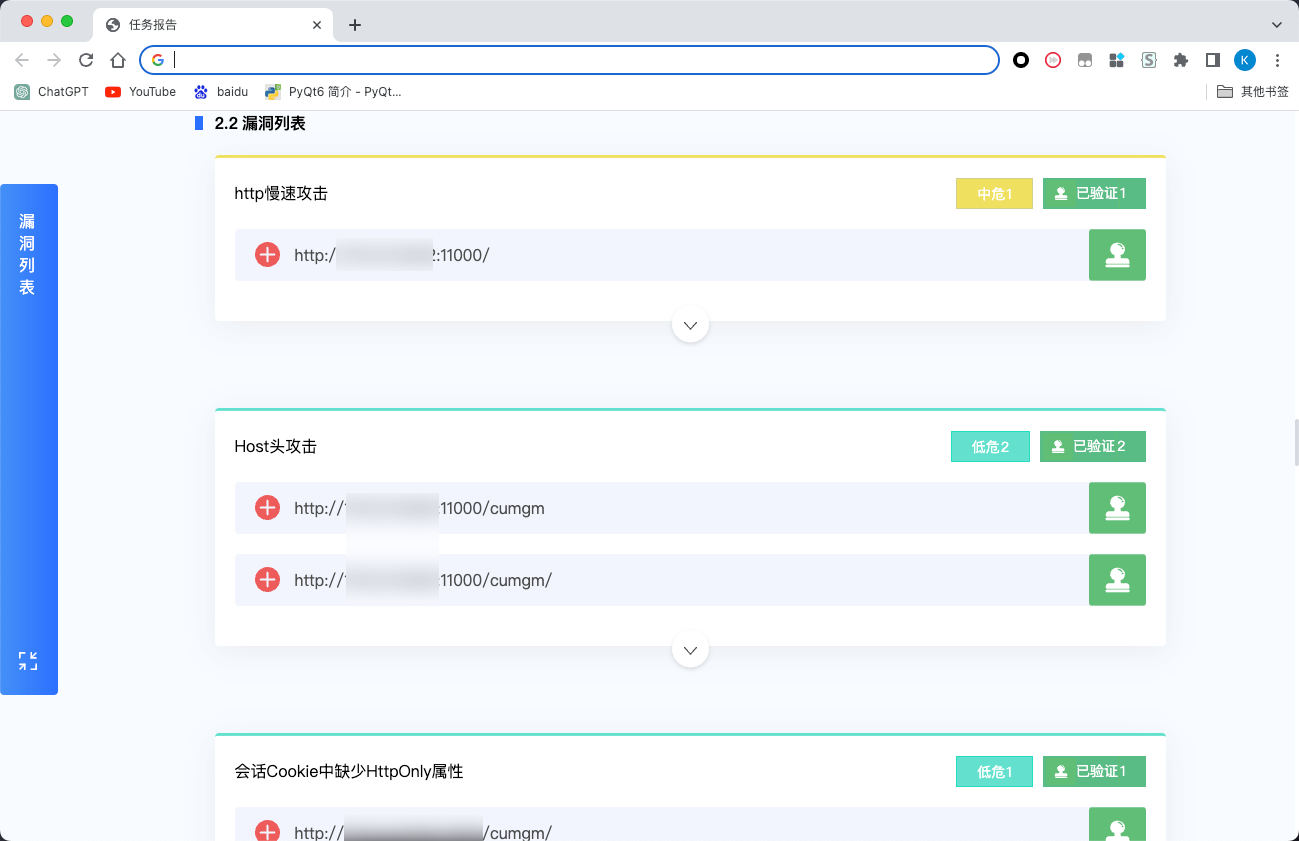 任务报告
K
ChatGPT
YouTube
baidu
PyQt6 简介 - PyQt...
其他书签
2.2 漏洞列表
漏洞列表
http慢速攻击
中危1
已验证1
http:/
:11000/
Host头攻击
低危2
已验证2
http://
:11000/cumgm
http://
:11000/cumgm/
会话Cookie中缺少HttpOnly属性
低危1
已验证1
http://
/cumgm/